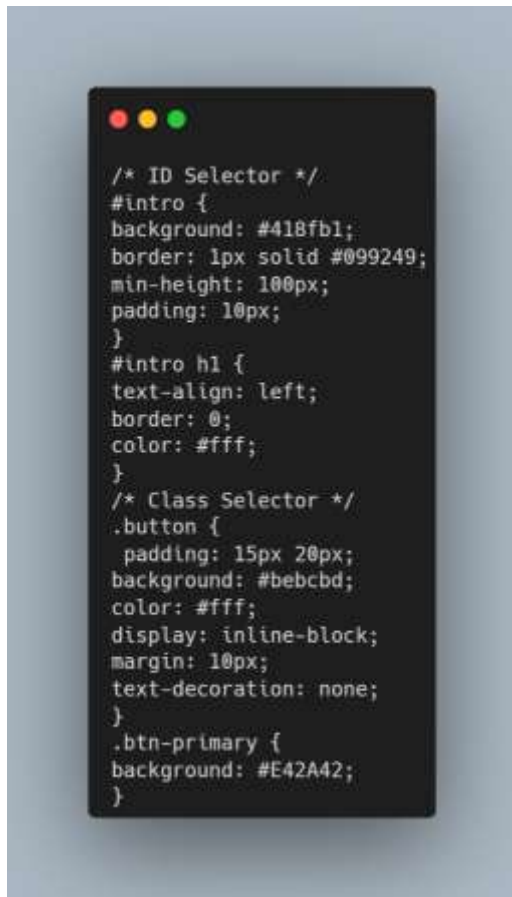 /* ID Selector */
#intro {
background: #418fb1;
border: 1px solid #099249;
min-height: 100px;
padding: 10px;
}
#intro h1 {
text-align: left;
border: 0;
color: #fff;
}
/* Class Selector */
.button {
 padding: 15px 20px;
background: #bebcbd;
color: #fff;
display: inline-block;
margin: 10px;
text-decoration: none;
}
.btn-primary {
background: #E42A42;
}